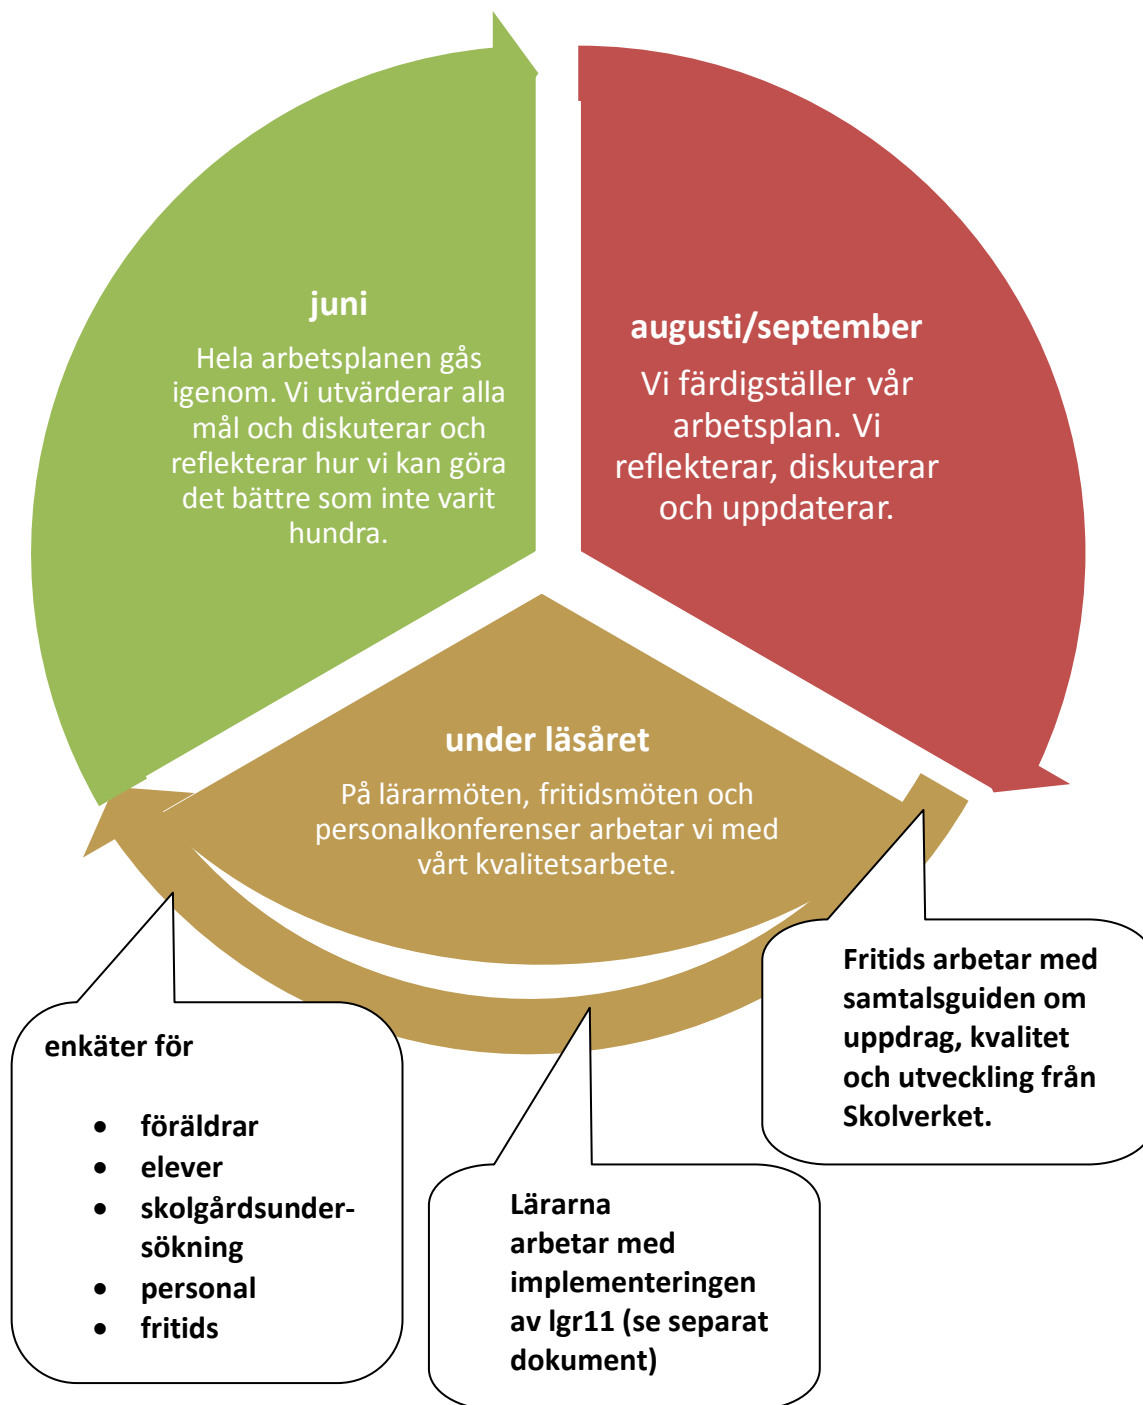 juni
Hela arbetsplanen gås
igenom. Vi utvärderar alla
mål och diskuterar och
reflekterar hur vi kan göra
det bättre som inte varit
hundra.
augusti/september
Vi färdigställer vår
arbetsplan. Vi
reflekterar, diskuterar
och uppdaterar.
under läsåret
På lärarmöten, fritidsmöten och
personalkonferenser arbetar vi med
vårt kvalitetsarbete.
enkäter för
• föräldrar
• elever
• skolgårdsunder-
sökning
• personal
• fritids
Lärarna
arbetar med
implementeringen
av lgr11 (se separat
dokument)
Fritids arbetar med
samtalsguiden om
uppdrag, kvalitet
och utveckling från
Skolverket.